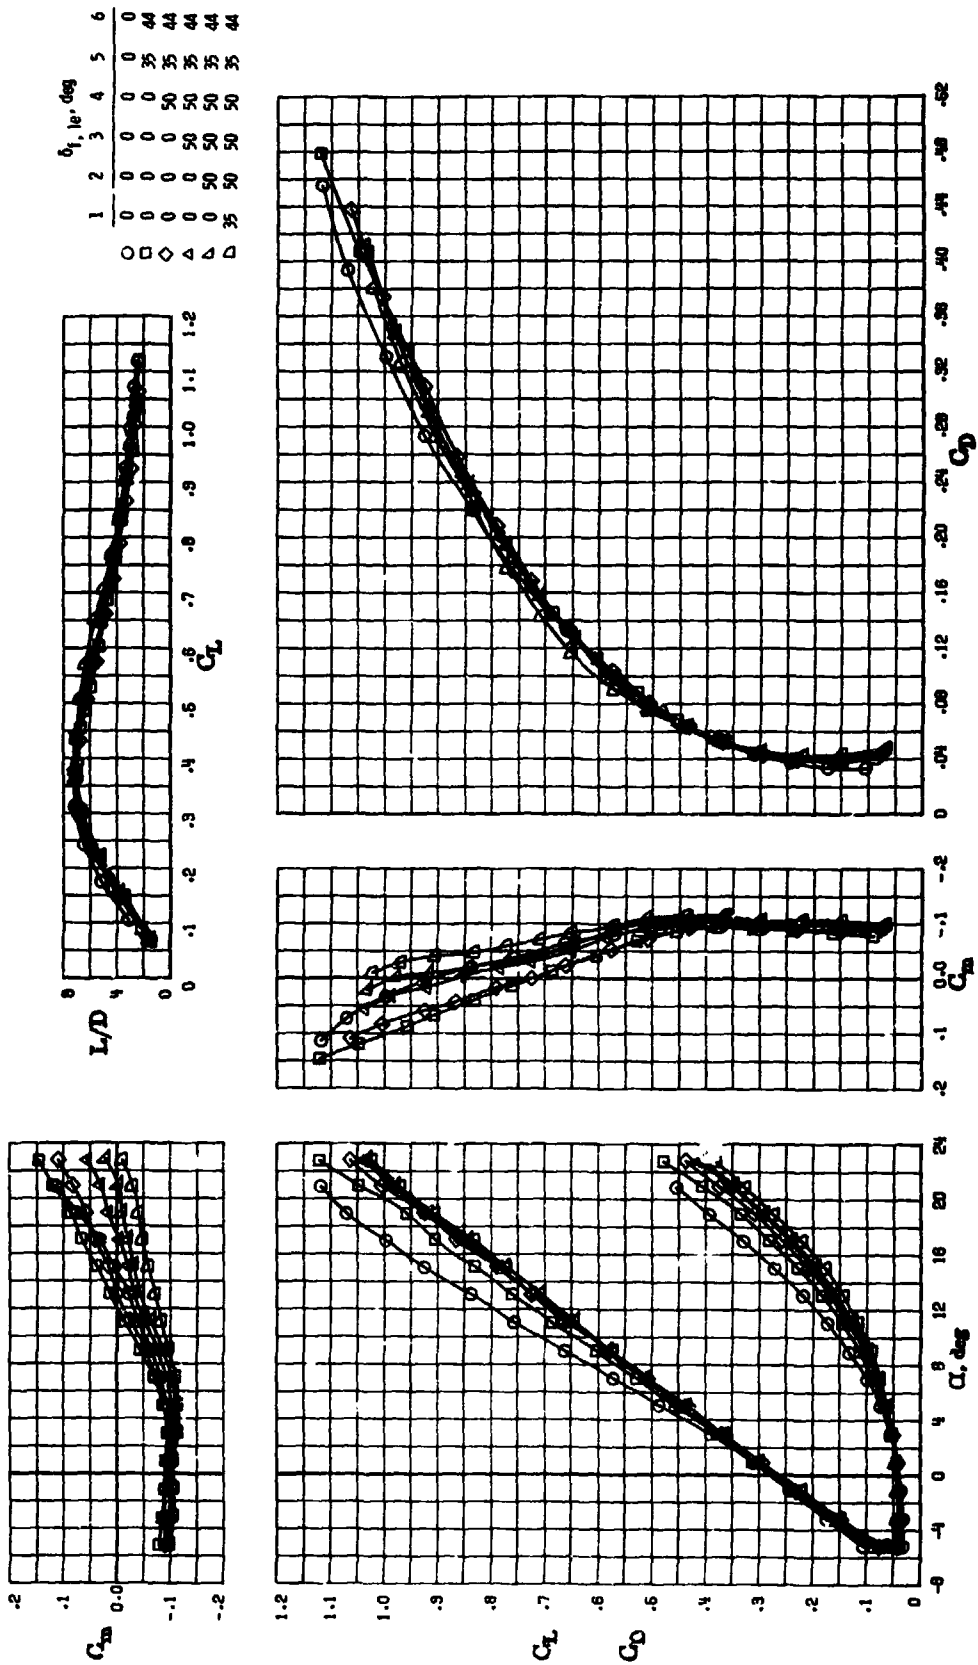 δf, le, deg
1 2 3 4 5 6
○ 0 0 0 0 0 0
□ 0 0 0 0 35 44
◇ 0 0 0 50 35 44
△ 0 0 50 50 35 44
0 50 50 50 35 44
35 50 50 50 35 44
8
4
0
L/D
0 .1 .2 .3 .4 .5 .6 .7 .8 .9 1.0 1.1 1.2
CL
.2
.1
0.0
-.1
-.2
Cm
1.2
1.1
1.0
.9
.8
.7
.6
.5
.4
.3
.2
.1
0
CL
CD
-8 -4 0 4 8 12 16 20 24
α, deg
.2 .1 0.0 -.1 -.2
Cm
0 .04 .08 .12 .16 .20 .24 .28 .32 .36 .40 .44 .48 .52
CD